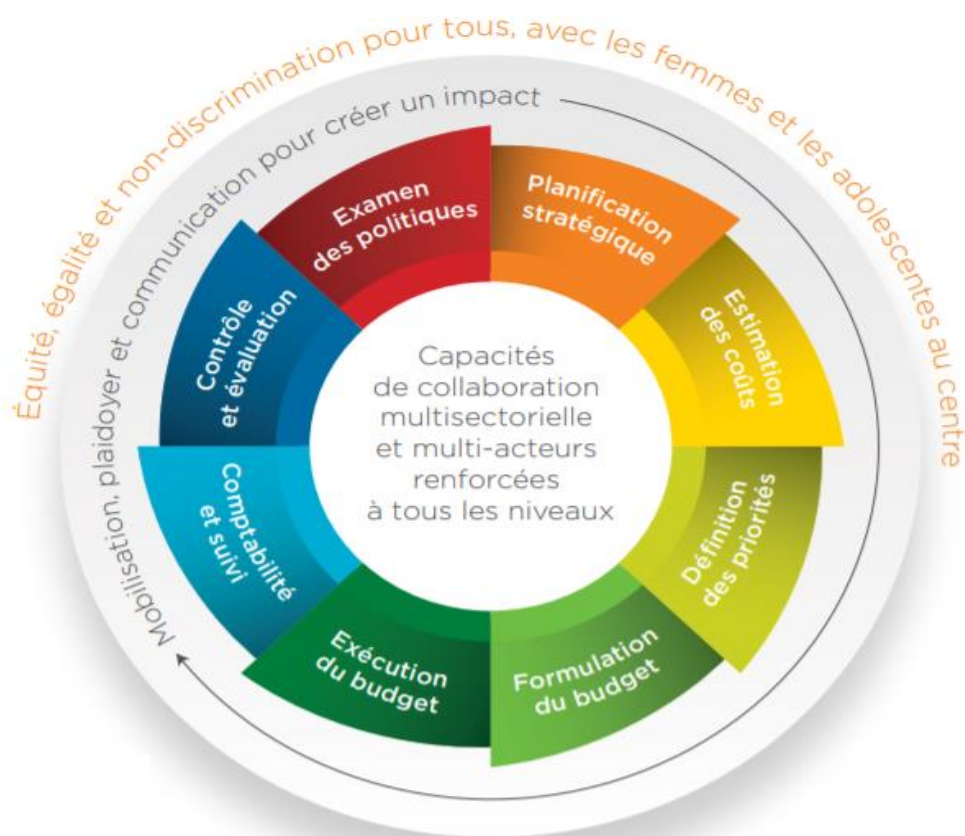 Équité, égalité et non-discrimination pour tous, avec les femmes et les adolescentes au centre
Mobilisation, plaidoyer et communication pour créer un impact
Planification
stratégique
Estimation
des coûts
Définition
des priorités
Formulation
du budget
Exécution
du budget
Comptabilité
et suivi
Contrôle
et évaluation
Examen
des politiques
Capacités
de collaboration
multisectorielle
et multi-acteurs
renforcées
à tous les niveaux